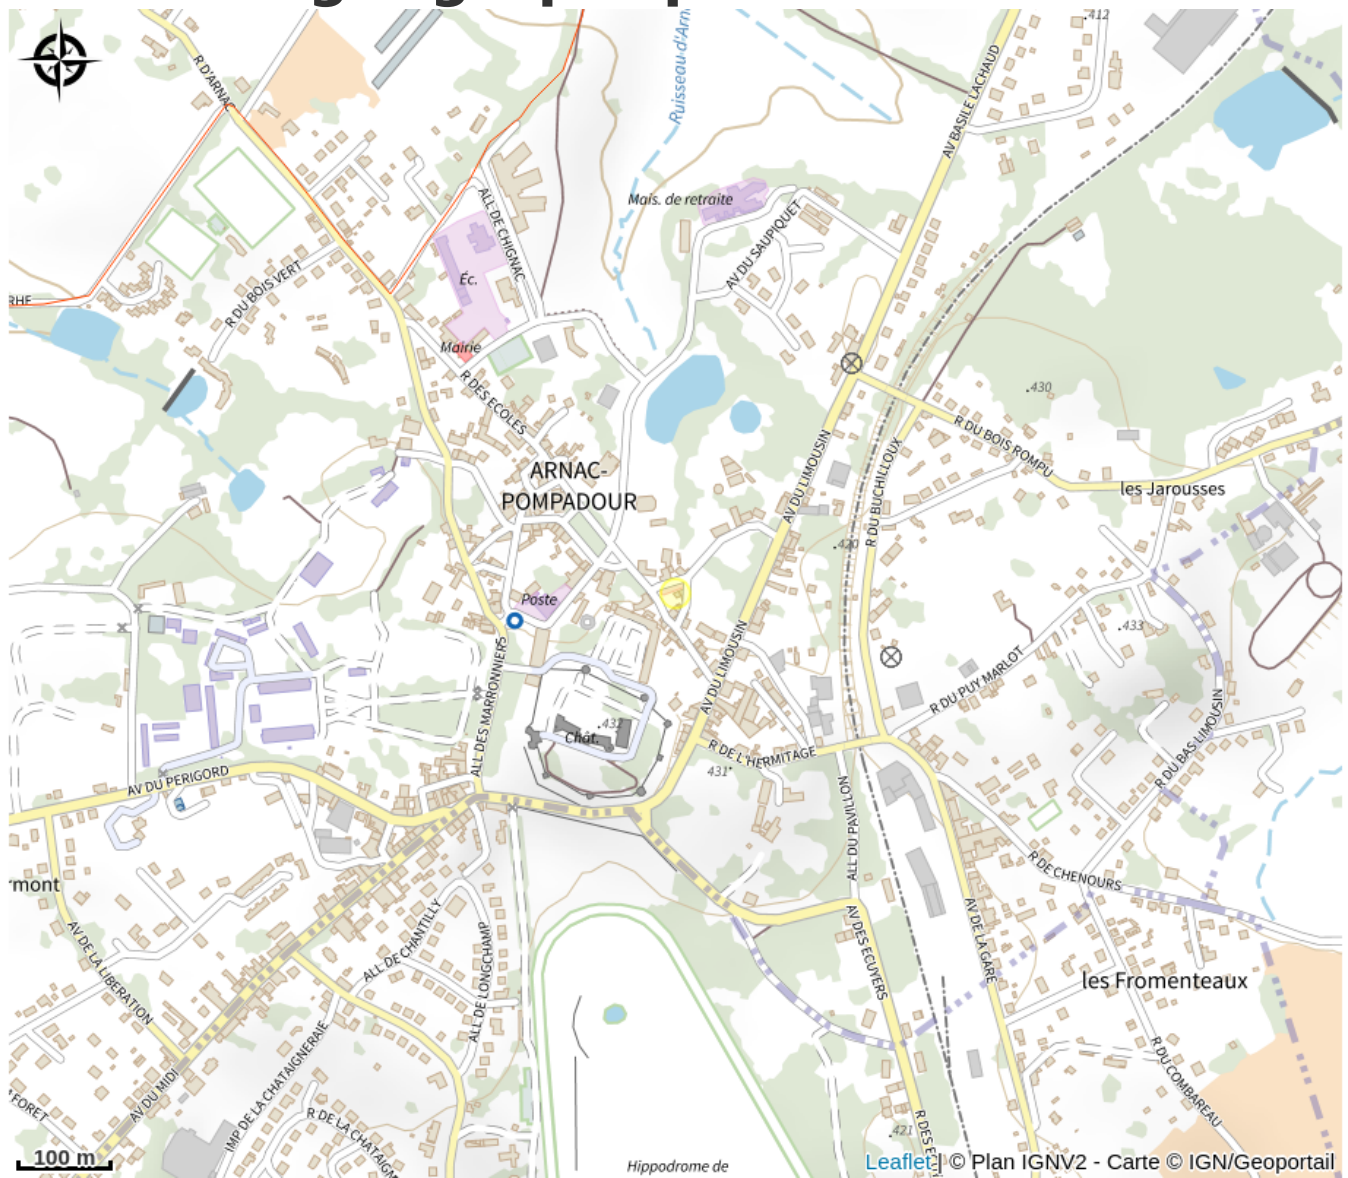 .412
R D'ARNAC
Ruisseau d'Arn
AV BASILE LACHAUD
Mais. de retraite
ALL DE CHIGNAC
AV DU SAUPIQUET
Éc.
R DU BOIS VERT
RHE
Mairie
R DES ECOLES
.430
R DU BOIS ROMPU
ARNAC-
POMPADOUR
AV DU LIMOUSIN
R DU BUCHILLOUX
les Jarousses
.420
Poste
.433
ALL DES MARRONNIERS
AV DU LIMOUSIN
R DU PUY MARLOT
.432
Chât.
R DE L'HERMITAGE
431
R DU BAS LIMOUSIN
AV DU PERIGORD
ALL DU PAVILLON
R DE CHENOURS
rmont
AV DE LA LIBERATION
ALL DE CHANTILLY
ALL DE LONGCHAMP
AV DES ECUYERS
AV DE LA GARE
les Fromenteaux
IMP DE LA CHATAIGNERAIE
R DU COMBAREAU
AV DU MIDI
FORET
R DE LA CHATAIGN
.421
R DES E
100 m
Hippodrome de
Leaflet | © Plan IGNV2 - Carte © IGN/Geoportail